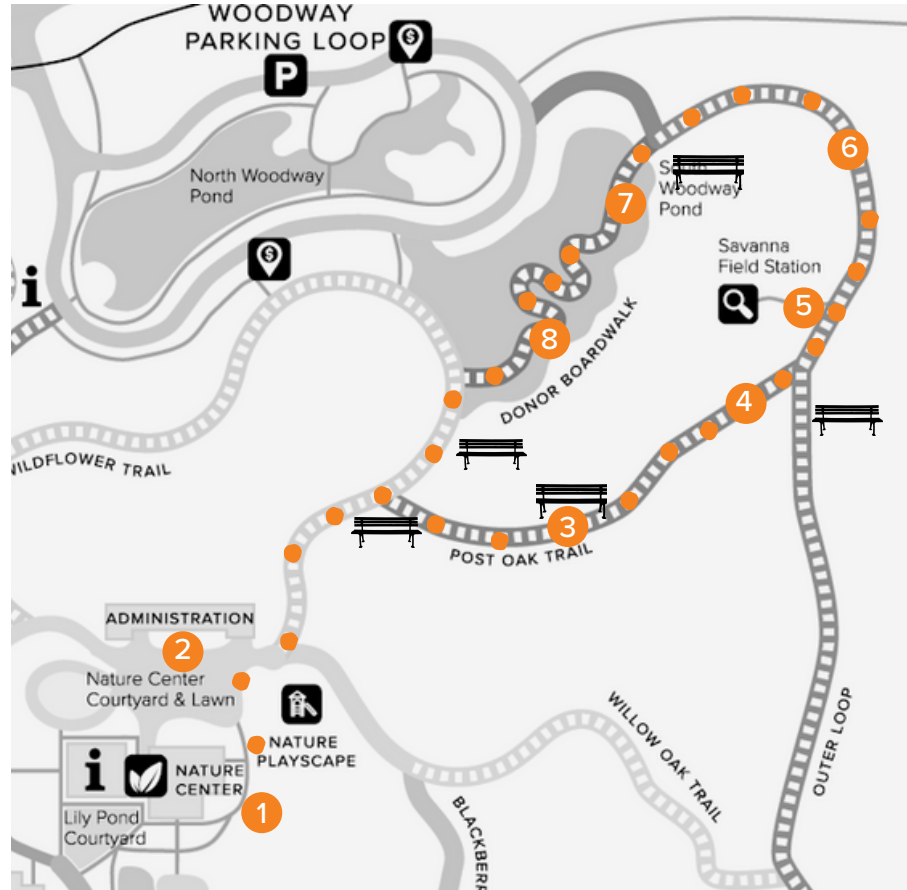 WOODWAY
PARKING LOOP
$
P
North Woodway
Pond
6
7
South
Woodway
Pond
Savanna
Field Station
$
i
5
8
DONOR BOARDWALK
4
WILDFLOWER TRAIL
3
POST OAK TRAIL
ADMINISTRATION
2
Nature Center
Courtyard & Lawn
WILLOW OAK TRAIL
OUTER LOOP
NATURE
PLAYSCAPE
i
NATURE
CENTER
1
Lily Pond
Courtyard
BLACKBERR